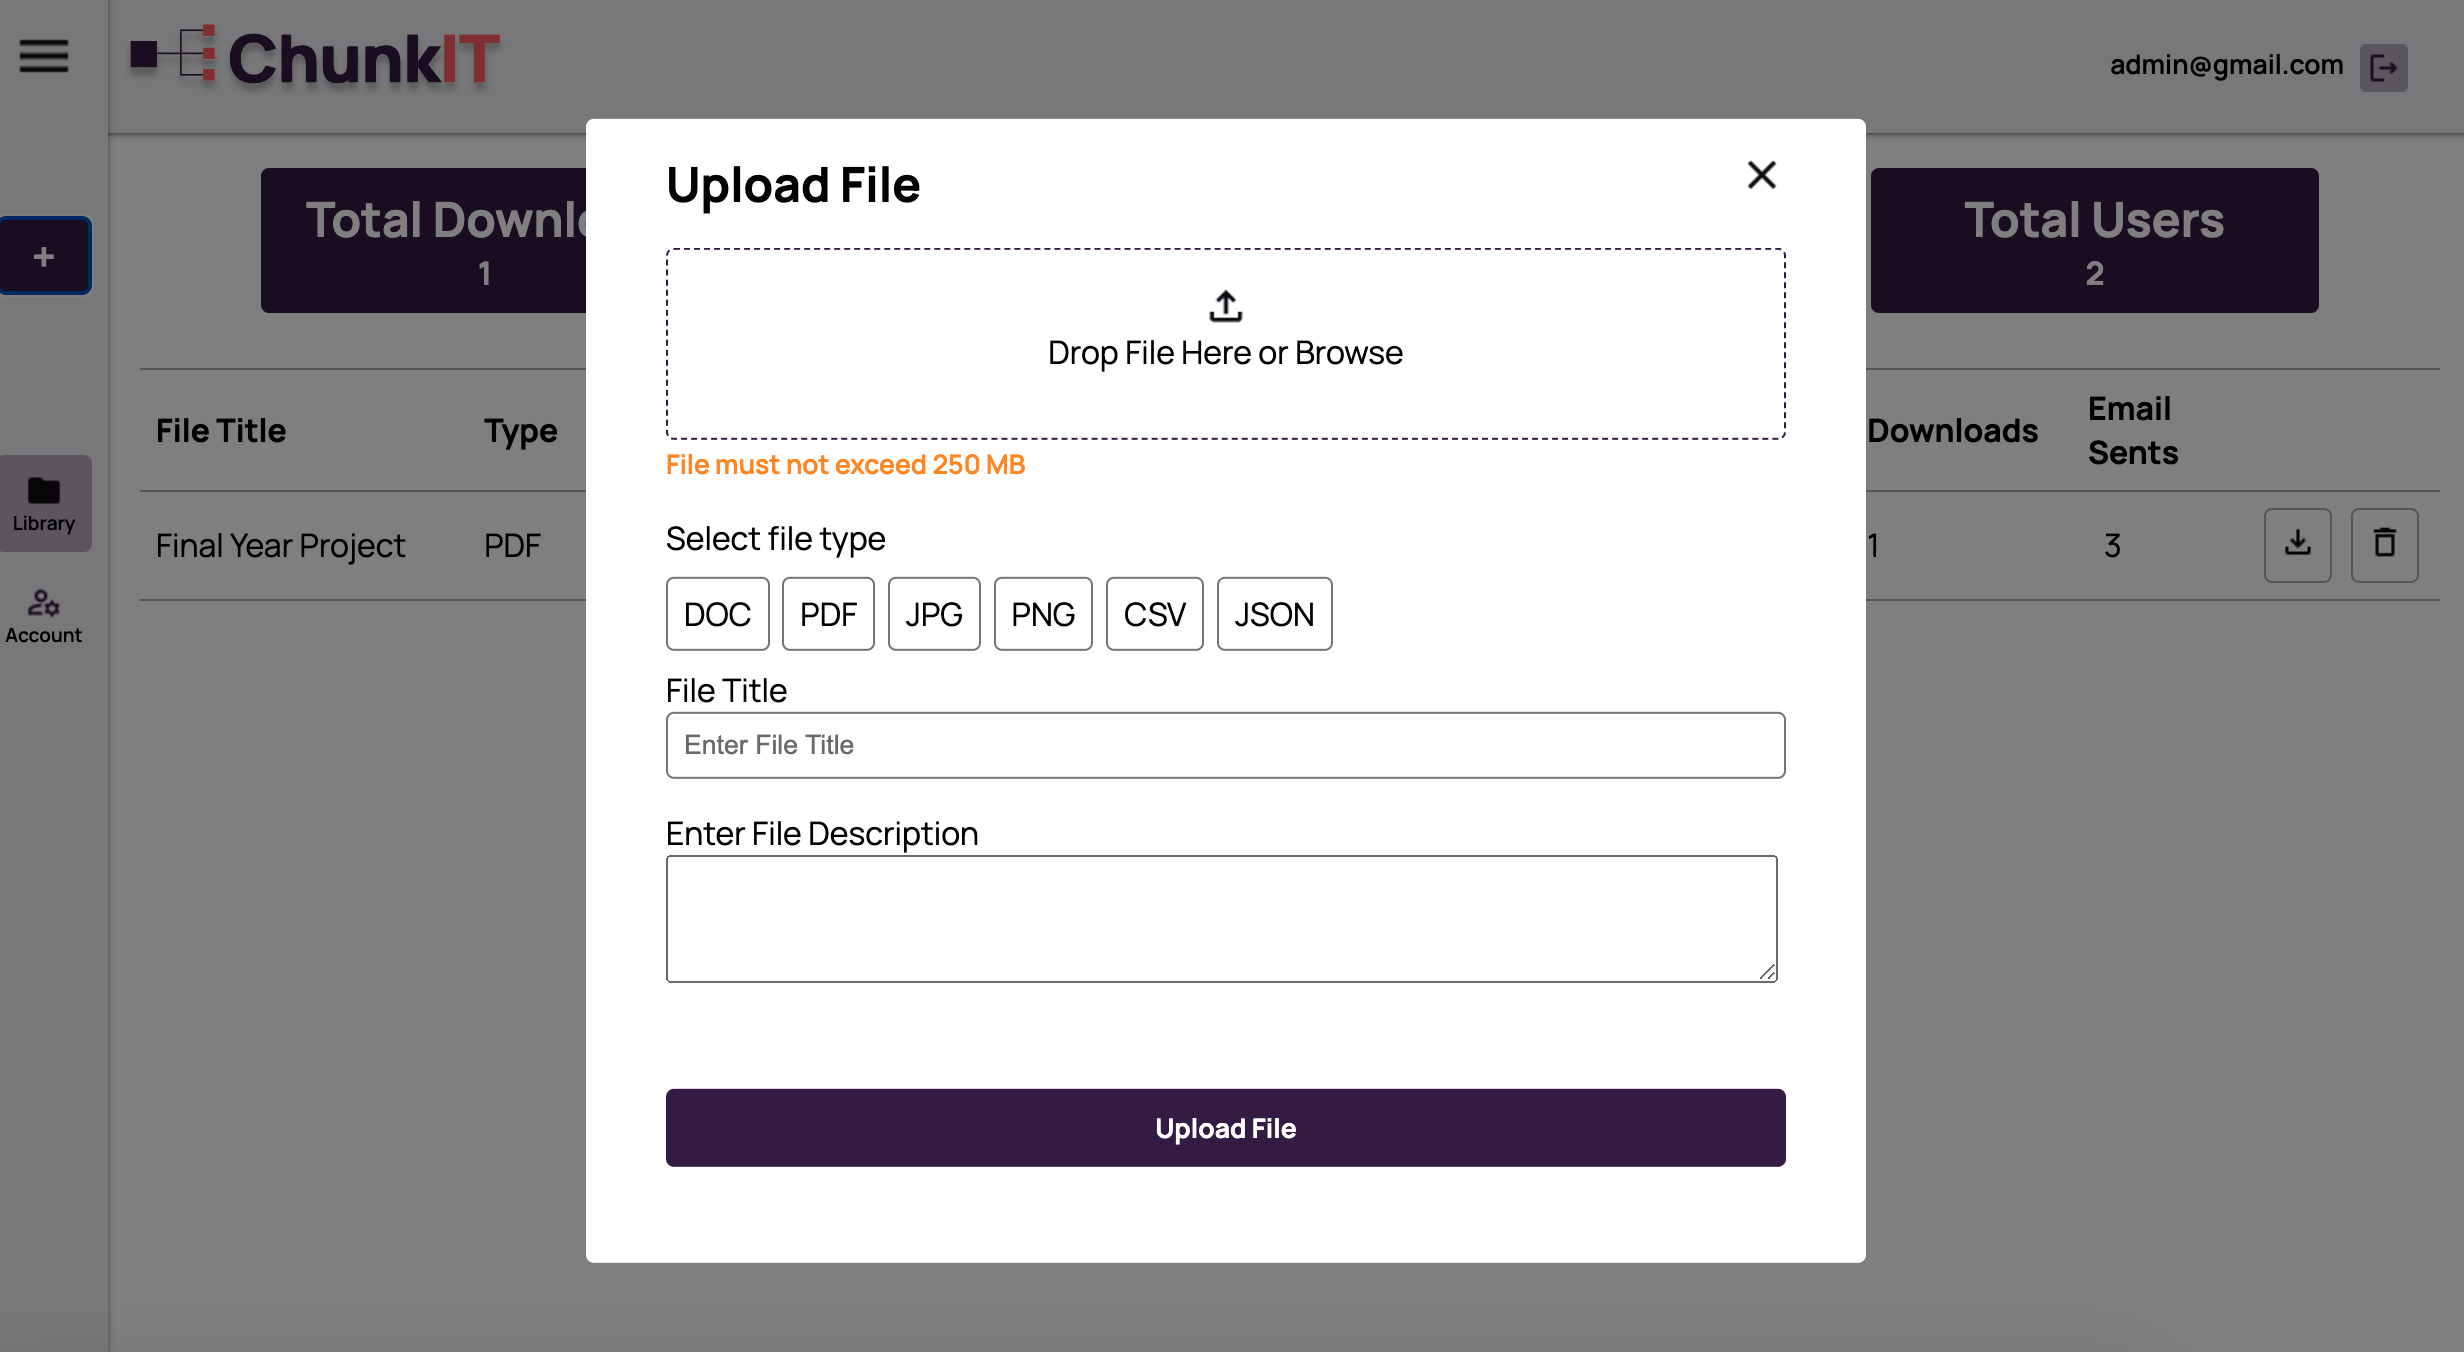 ChunkIT
admin@gmail.com
Upload File
Total Downlo
1
Total Users
2
+
Drop File Here or Browse
File must not exceed 250 MB
File Title
Type
Downloads
Email
Sents
Library
Final Year Project
PDF
1
3
Account
Select file type
DOC
PDF
JPG
PNG
CSV
JSON
File Title
Enter File Title
Enter File Description
Upload File